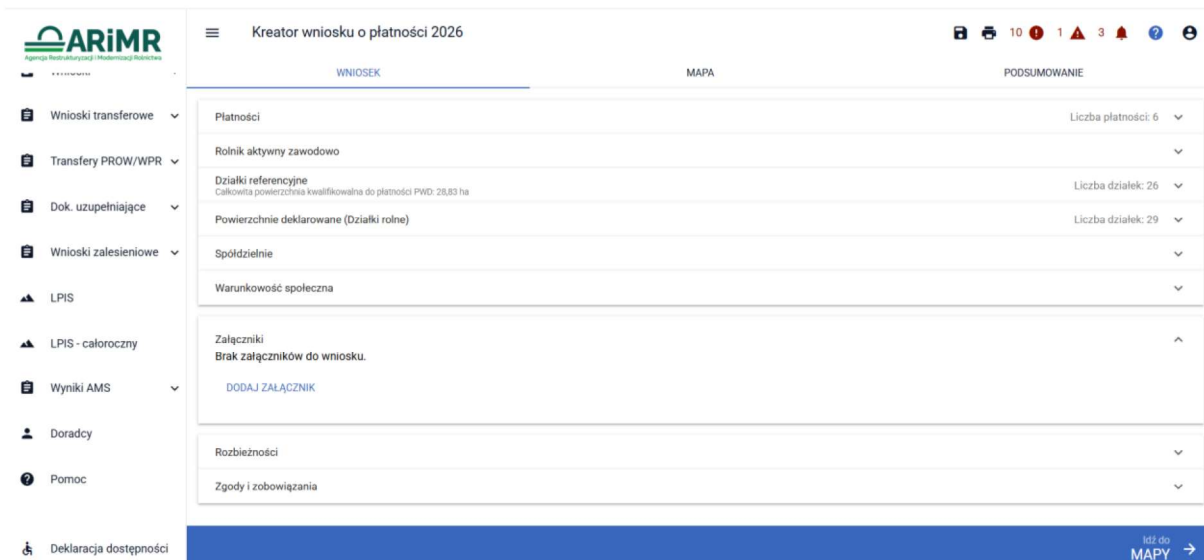 ARiMR
Agencja Restrukturyzacji i Modernizacji Rolnictwa
Kreator wniosku o płatności 2026
10 1 3
WNIOSEK MAPA PODSUMOWANIE
Wnioski transferowe
Transfery PROW/WPR
Dok. uzupełniające
Wnioski zalesieniowe
LPIS
LPIS - całoroczny
Wyniki AMS
Doradcy
Pomoc
Deklaracja dostępności
Płatności Liczba płatności: 6
Rolnik aktywny zawodowo
Działki referencyjne
Całkowita powierzchnia kwalifikowalna do płatności PWD: 28,83 ha
Liczba działek: 26
Powierzchnie deklarowane (Działki rolne) Liczba działek: 29
Spółdzielnie
Warunkowość społeczna
Załączniki
Brak załączników do wniosku.
DODAJ ZAŁĄCZNIK
Rozbieżności
Zgody i zobowiązania
Idź do
MAPY